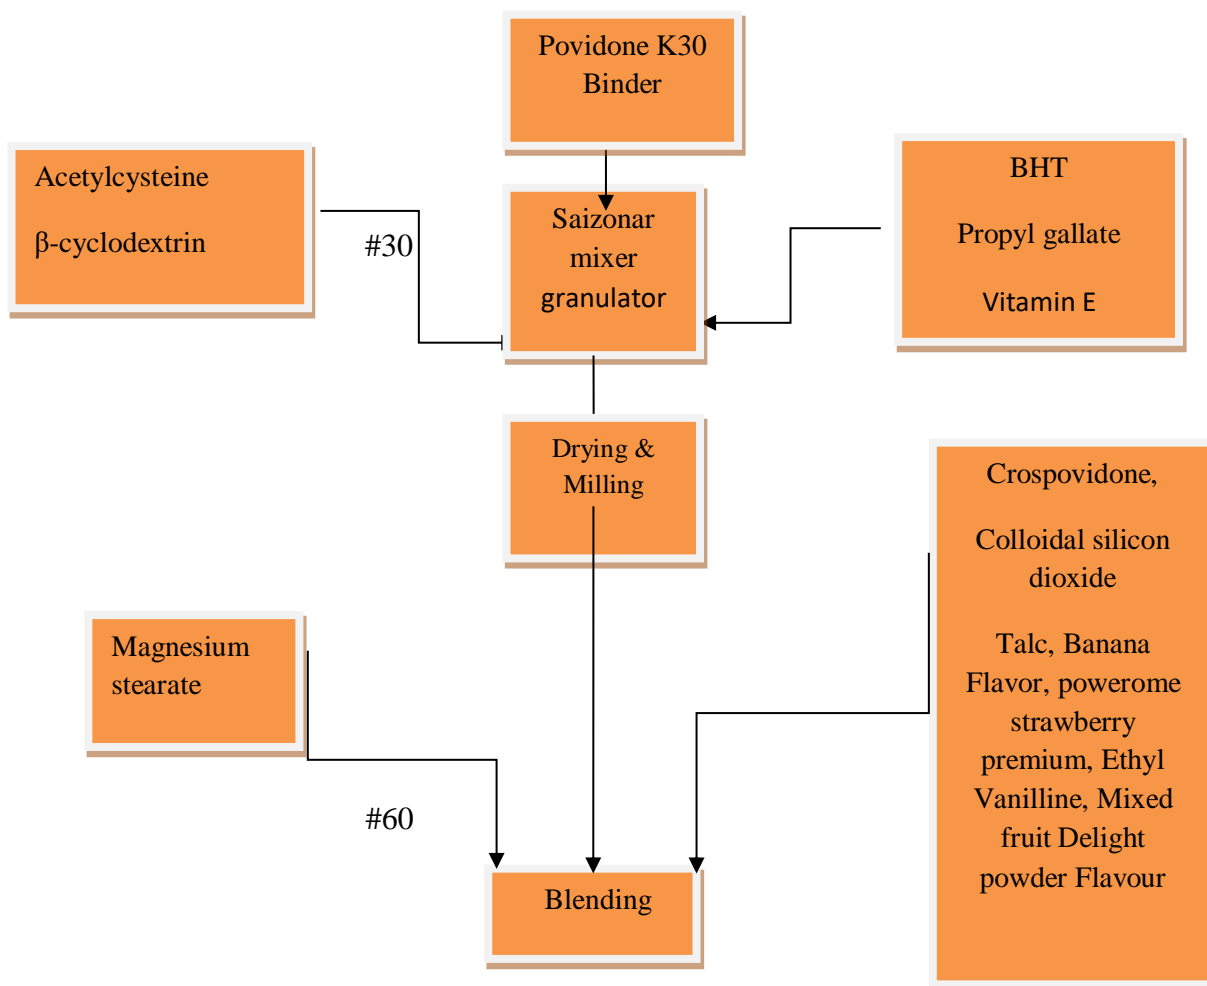 Povidone K30
Binder
Acetylcysteine
β-cyclodextrin
#30
Saizonar
mixer
granulator
BHT
Propyl gallate
Vitamin E
Drying &
Milling
Magnesium
stearate
#60
Crospovidone,
Colloidal silicon
dioxide
Talc, Banana
Flavor, powerome
strawberry
premium, Ethyl
Vanilline, Mixed
fruit Delight
powder Flavour
Blending